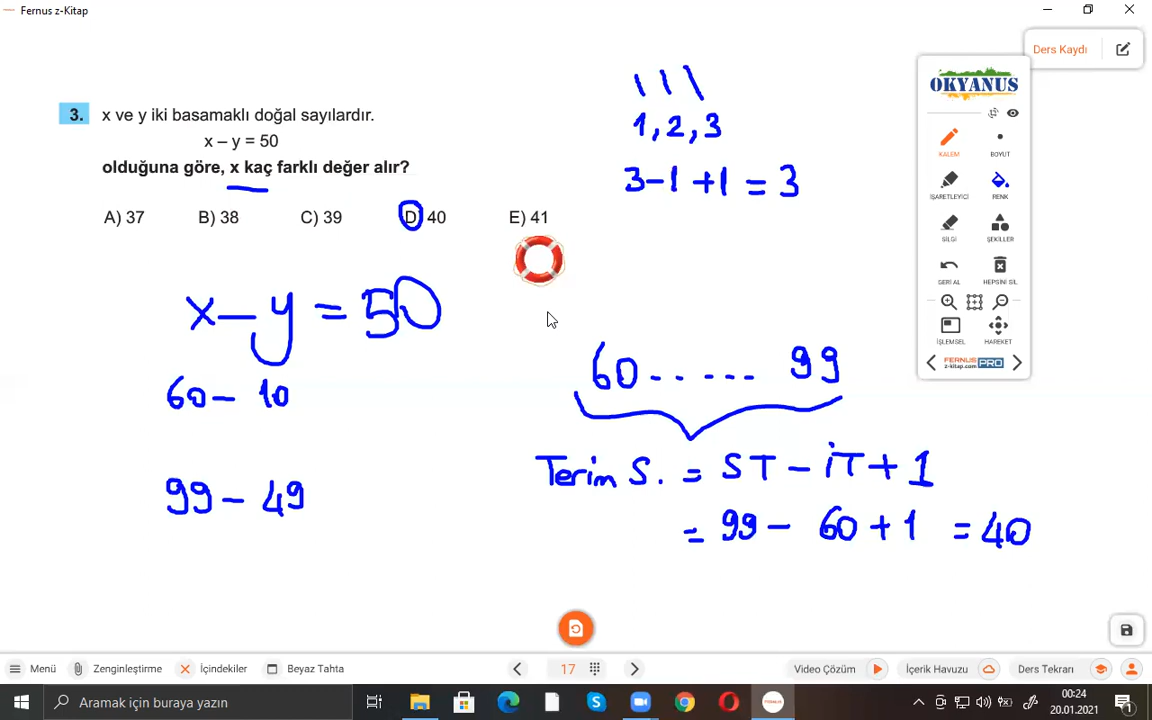 Fernus z-Kitap
Ders Kaydı
OKYANUS
KALEM
BOYUT
İŞARETLEYİCİ
RENK
SİLGİ
ŞEKİLLER
GERİ AL
HEPSİNİ SİL
İŞLEMSEL
HAREKET
FERNUS PRO
z-kitap.com
3. x ve y iki basamaklı doğal sayılardır.
x – y = 50
olduğuna göre, x kaç farklı değer alır?
A) 37 B) 38 C) 39 D) 40 E) 41
1, 2, 3
3-1 +1 = 3
x - y = 50
60 - 10
99 - 49
60 . . . . . . 99
Terim S. = ST - İT + 1
= 99 - 60 + 1 = 40
Menü Zenginleştirme İçindekiler Beyaz Tahta 17 Video Çözüm İçerik Havuzu Ders Tekrarı
Aramak için buraya yazın
00:24
20.01.2021
1